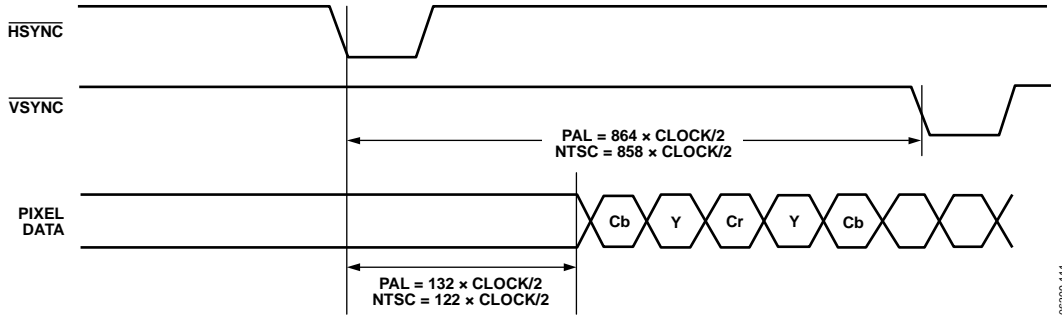 HSYNC
VSYNC
PAL = 864 × CLOCK/2
NTSC = 858 × CLOCK/2
PIXEL
DATA
Cb Y Cr Y Cb
PAL = 132 × CLOCK/2
NTSC = 122 × CLOCK/2